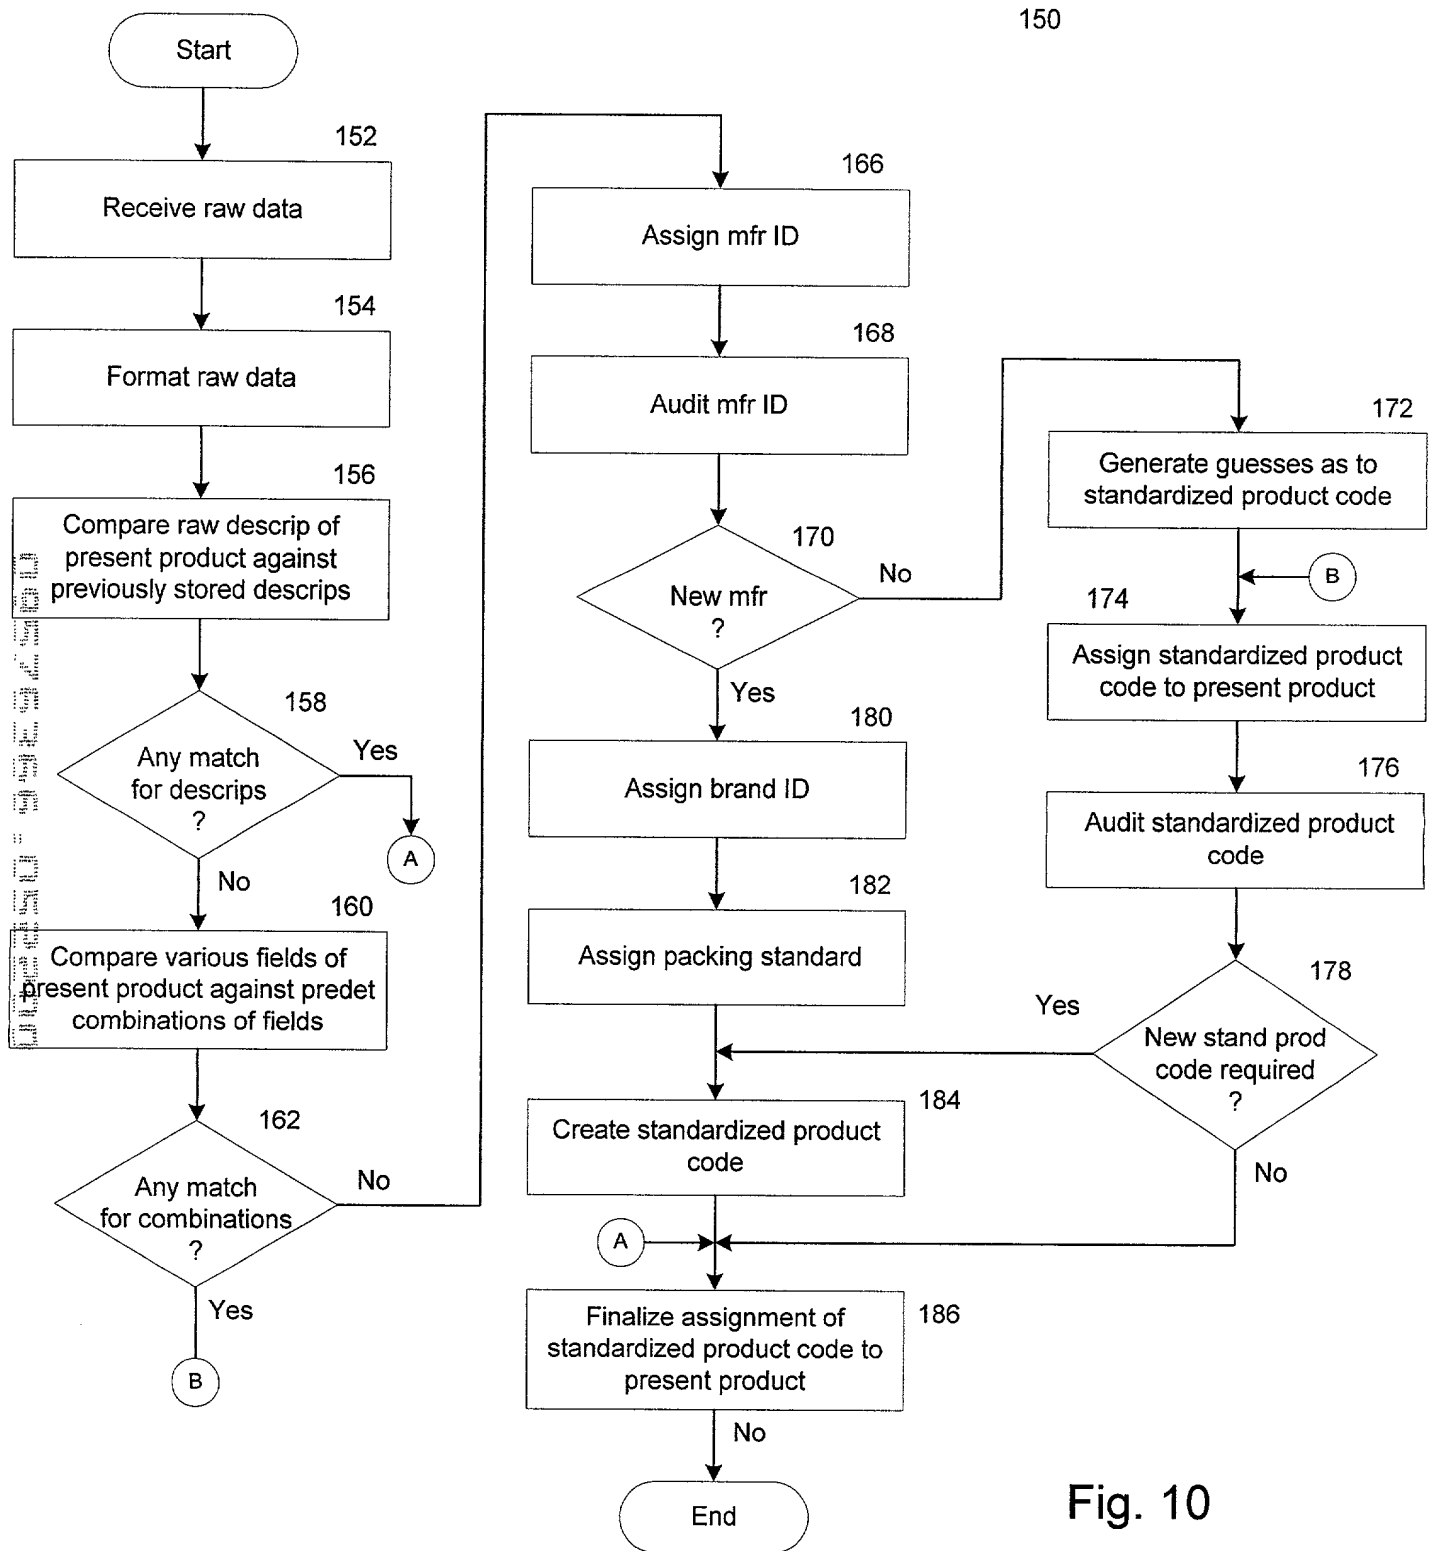 150
Start
152
Receive raw data
154
Format raw data
156
Compare raw descrip of
present product against
previously stored descrips
158
Any match
for descrips
?
Yes
A
No
160
Compare various fields of
present product against predet
combinations of fields
162
Any match
for combinations
?
No
Yes
B
166
Assign mfr ID
168
Audit mfr ID
170
New mfr
?
No
Yes
180
Assign brand ID
182
Assign packing standard
184
Create standardized product
code
A
186
Finalize assignment of
standardized product code to
present product
No
End
172
Generate guesses as to
standardized product code
B
174
Assign standardized product
code to present product
176
Audit standardized product
code
178
New stand prod
code required
?
Yes
No
Fig. 10